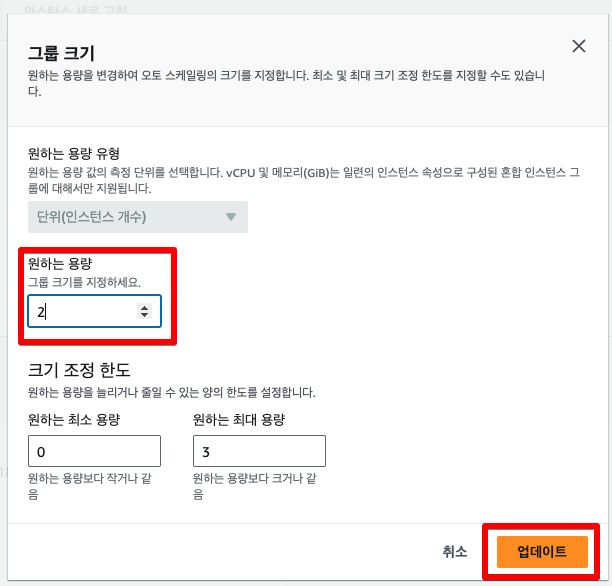 인스턴스 새로 고침
그룹 크기
원하는 용량을 변경하여 오토 스케일링의 크기를 지정합니다. 최소 및 최대 크기 조정 한도를 지정할 수도 있습니
다.
원하는 용량 유형
원하는 용량 값의 측정 단위를 선택합니다. vCPU 및 메모리(GiB)는 일련의 인스턴스 속성으로 구성된 혼합 인스턴스 그
룹에 대해서만 지원됩니다.
단위(인스턴스 개수)
원하는 용량
그룹 크기를 지정하세요.
2
크기 조정 한도
원하는 용량을 늘리거나 줄일 수 있는 양의 한도를 설정합니다.
원하는 최소 용량
원하는 최대 용량
0
3
원하는 용량보다 작거나 같
음
원하는 용량보다 크거나 같
음
취소
업데이트